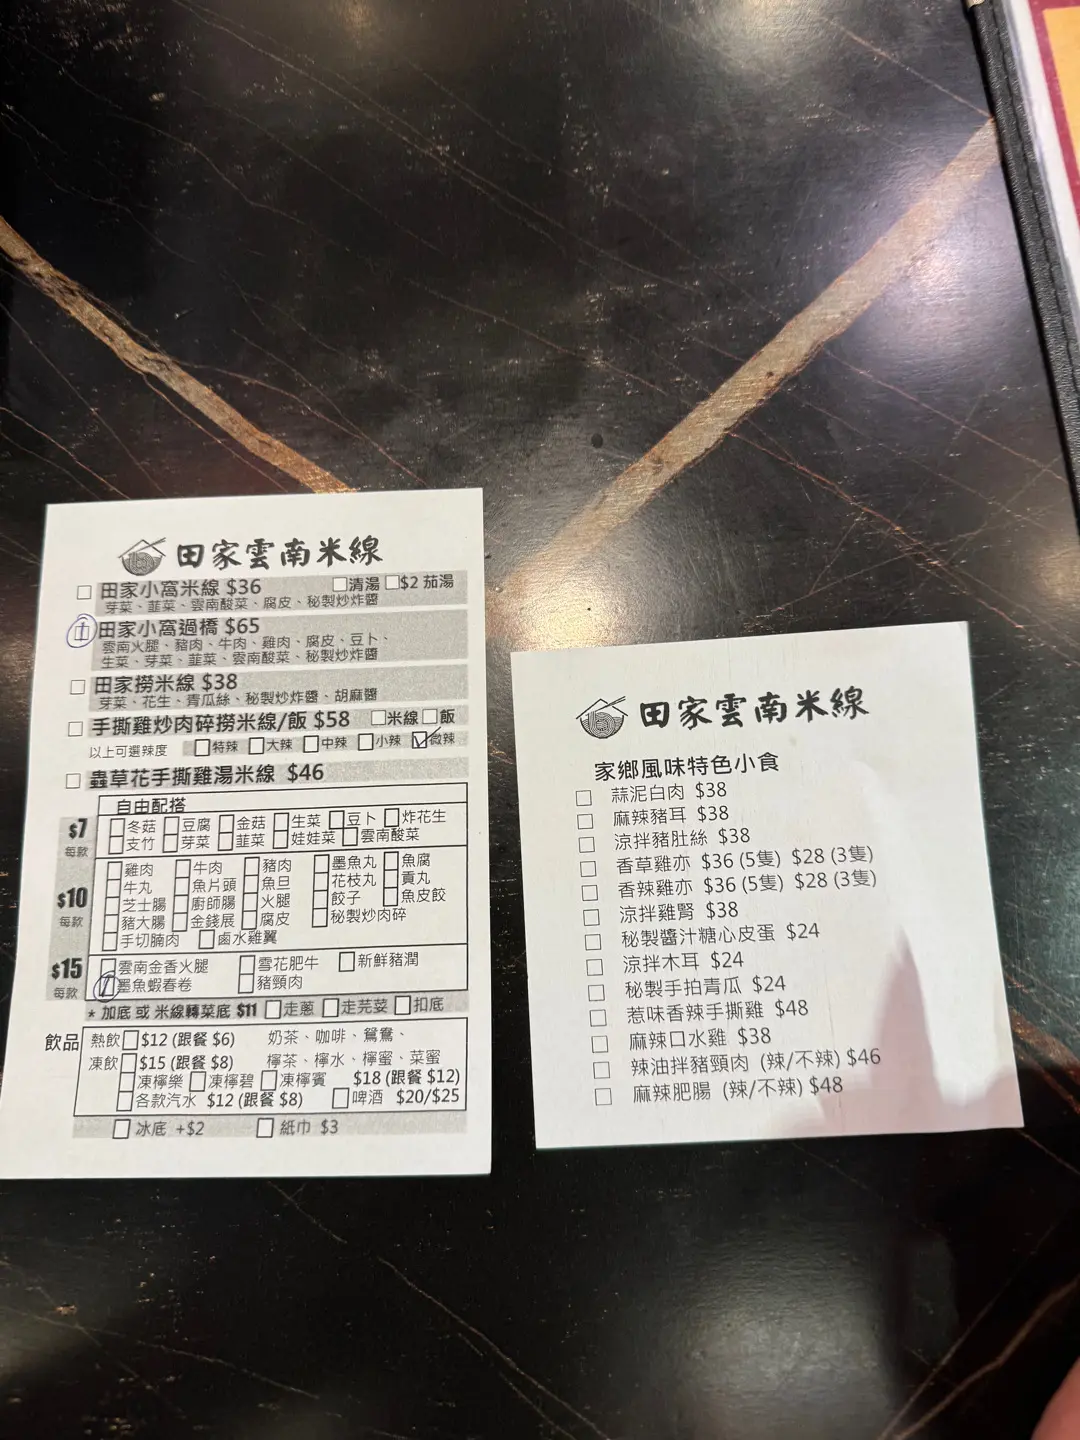 田家雲南米線
田家小窩米線 $36 清湯 $2 茄湯
芽菜、韮菜、雲南酸菜、腐皮、秘製炒炸醬
田家小窩過橋 $65
雲南火腿、豬肉、牛肉、雞肉、腐皮、豆卜、
生菜、芽菜、韮菜、雲南酸菜、秘製炒炸醬
田家撈米線 $38
芽菜、花生、青瓜絲、秘製炒炸醬、胡麻醬
手撕雞炒肉碎撈米線/飯 $58 米線 飯
以上可選辣度 特辣 大辣 中辣 小辣 微辣
蟲草花手撕雞湯米線 $46
自由配搭
$7 每款
冬菇 豆腐 金菇 生菜 豆卜 炸花生
支竹 芽菜 韮菜 娃娃菜 雲南酸菜
$10 每款
雞肉 牛肉 豬肉 墨魚丸 魚腐
牛丸 魚片頭 魚旦 花枝丸 貢丸
芝士腸 廚師腸 火腿 餃子 魚皮餃
豬大腸 金錢展 腐皮 秘製炒肉碎
手切腩肉 鹵水雞翼
$15 每款
雲南金香火腿 雪花肥牛 新鮮豬潤
墨魚蝦春卷 豬頸肉
* 加底 或 米線轉菜底 $11 走蔥 走芫荽 扣底
飲品
熱飲 $12 (跟餐 $6) 奶茶、咖啡、鴛鴦、
凍飲 $15 (跟餐 $8) 檸茶、檸水、檸蜜、菜蜜
凍檸樂 凍檸碧 凍檸賓 $18 (跟餐 $12)
各款汽水 $12 (跟餐 $8) 啤酒 $20/$25
冰底 +$2 紙巾 $3
田家雲南米線
家鄉風味特色小食
蒜泥白肉 $38
麻辣豬耳 $38
涼拌豬肚絲 $38
香草雞亦 $36 (5隻) $28 (3隻)
香辣雞亦 $36 (5隻) $28 (3隻)
涼拌雞腎 $38
秘製醬汁糖心皮蛋 $24
涼拌木耳 $24
秘製手拍青瓜 $24
惹味香辣手撕雞 $48
麻辣口水雞 $38
辣油拌豬頸肉 (辣/不辣) $46
麻辣肥腸 (辣/不辣) $48